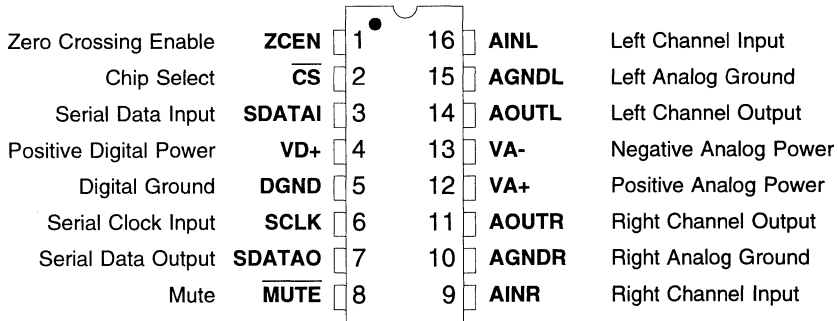 Zero Crossing Enable ZCEN 1 16 AINL Left Channel Input
Chip Select C̅S̅ 2 15 AGNDL Left Analog Ground
Serial Data Input SDATAI 3 14 AOUTL Left Channel Output
Positive Digital Power VD+ 4 13 VA- Negative Analog Power
Digital Ground DGND 5 12 VA+ Positive Analog Power
Serial Clock Input SCLK 6 11 AOUTR Right Channel Output
Serial Data Output SDATAO 7 10 AGNDR Right Analog Ground
Mute M̅U̅T̅E̅ 8 9 AINR Right Channel Input